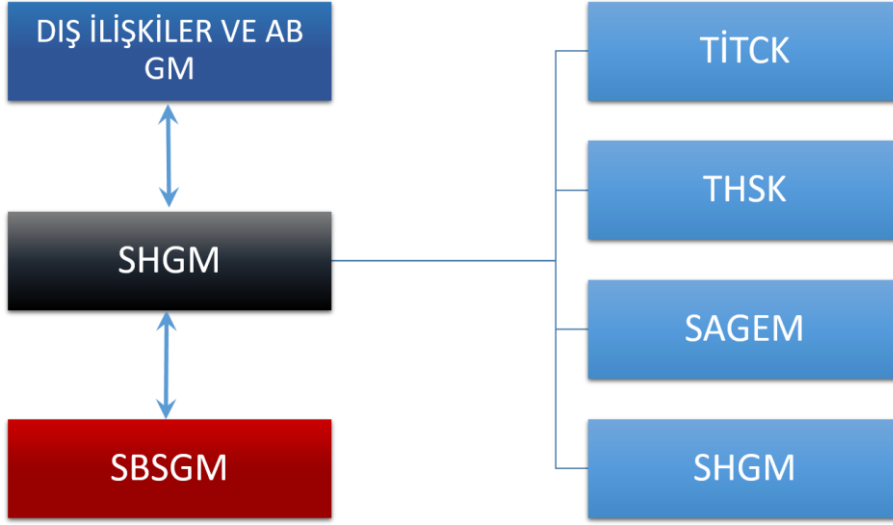 DIŞ İLİŞKİLER VE AB
GM
SHGM
SBSGM
TİTCK
THSK
SAGEM
SHGM